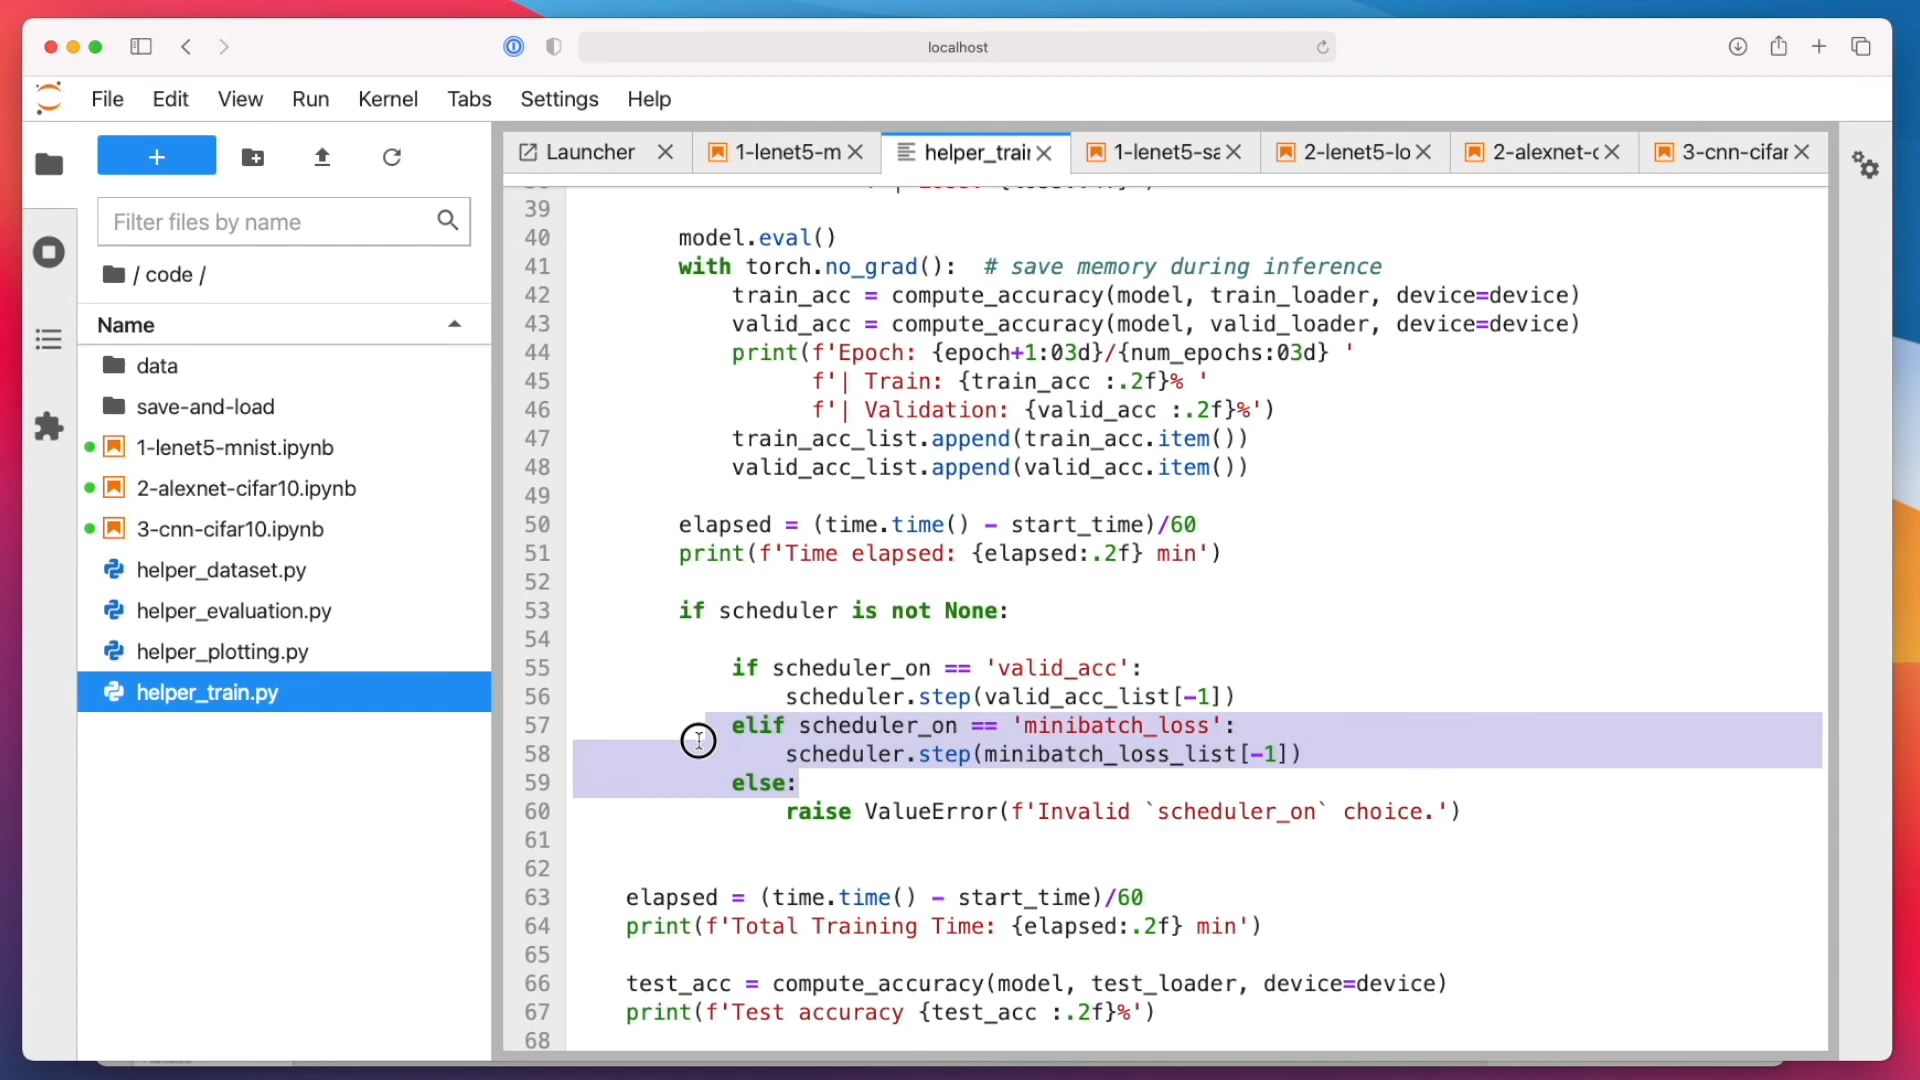 localhost
File Edit View Run Kernel Tabs Settings Help
Launcher 1-lenet5-m helper_train 1-lenet5-sa 2-lenet5-lo 2-alexnet-c 3-cnn-cifar
Filter files by name
/ code /
Name
data
save-and-load
1-lenet5-mnist.ipynb
2-alexnet-cifar10.ipynb
3-cnn-cifar10.ipynb
helper_dataset.py
helper_evaluation.py
helper_plotting.py
helper_train.py
39
40 model.eval()
41 with torch.no_grad():  # save memory during inference
42 train_acc = compute_accuracy(model, train_loader, device=device)
43 valid_acc = compute_accuracy(model, valid_loader, device=device)
44 print(f'Epoch: {epoch+1:03d}/{num_epochs:03d} '
45 f'| Train: {train_acc :.2f}% '
46 f'| Validation: {valid_acc :.2f}%')
47 train_acc_list.append(train_acc.item())
48 valid_acc_list.append(valid_acc.item())
49
50 elapsed = (time.time() - start_time)/60
51 print(f'Time elapsed: {elapsed:.2f} min')
52
53 if scheduler is not None:
54
55 if scheduler_on == 'valid_acc':
56 scheduler.step(valid_acc_list[-1])
57 elif scheduler_on == 'minibatch_loss':
58 scheduler.step(minibatch_loss_list[-1])
59 else:
60 raise ValueError(f'Invalid `scheduler_on` choice.')
61
62
63 elapsed = (time.time() - start_time)/60
64 print(f'Total Training Time: {elapsed:.2f} min')
65
66 test_acc = compute_accuracy(model, test_loader, device=device)
67 print(f'Test accuracy {test_acc :.2f}%')
68